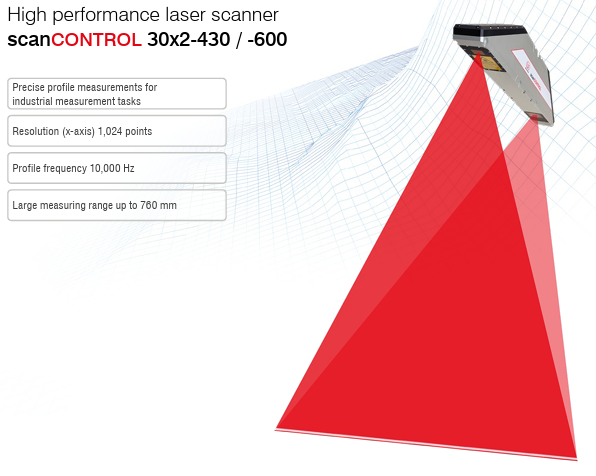 High performance laser scanner
scanCONTROL 30x2-430 / -600
Precise profile measurements for
industrial measurement tasks
Resolution (x-axis) 1,024 points
Profile frequency 10,000 Hz
Large measuring range up to 760 mm